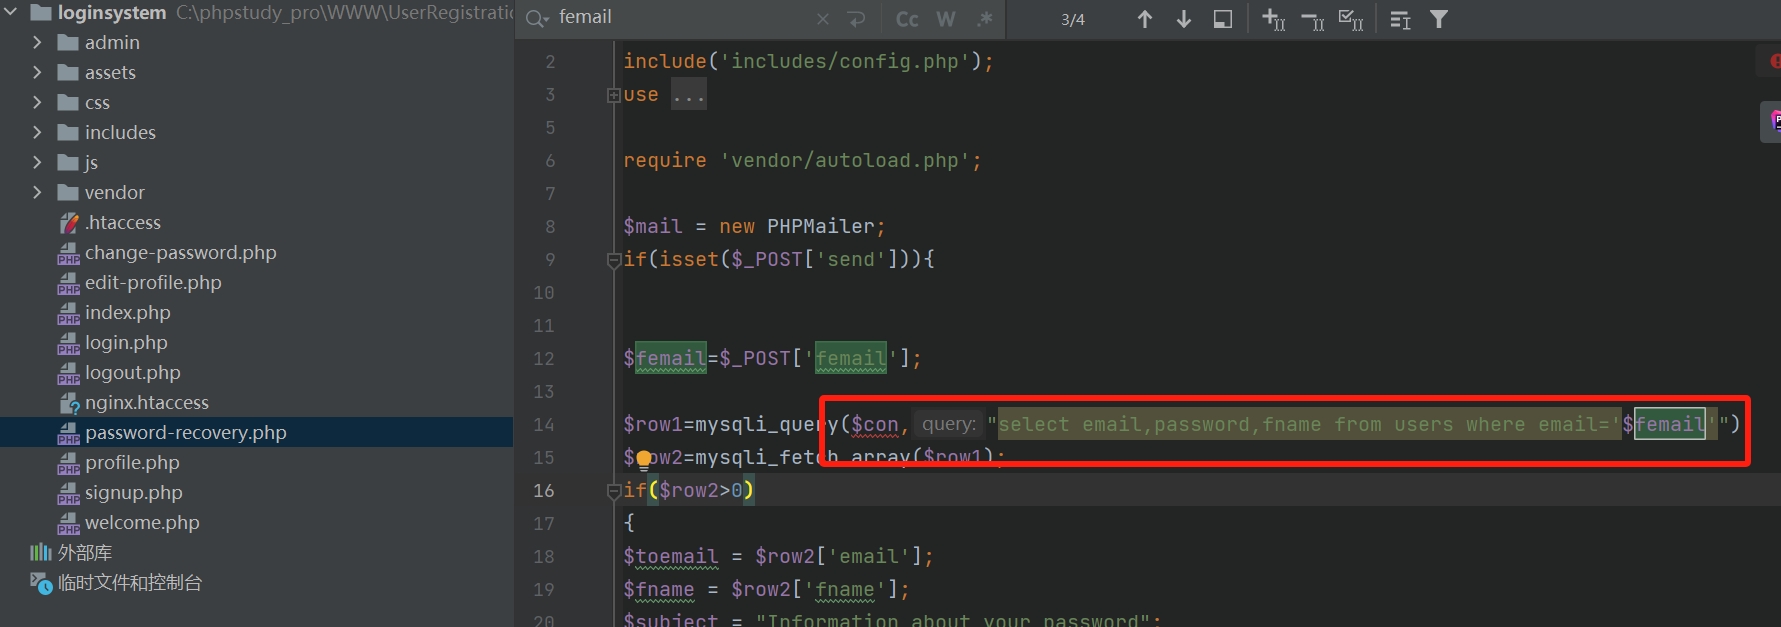 loginsystem C:\phpstudy_pro\WWW\UserRegistratic
admin
assets
css
includes
js
vendor
.htaccess
change-password.php
edit-profile.php
index.php
login.php
logout.php
nginx.htaccess
password-recovery.php
profile.php
signup.php
welcome.php
外部库
临时文件和控制台
femail × Cc W .* 3/4
2 include('includes/config.php');
3 use ...
5
6 require 'vendor/autoload.php';
7
8 $mail = new PHPMailer;
9 if(isset($_POST['send'])){
10
11
12 $femail=$_POST['femail'];
13
14 $row1=mysqli_query($con, query: "select email,password,fname from users where email='$femail'")
15 $row2=mysqli_fetch_array($row1);
16 if($row2>0)
17 {
18 $toemail = $row2['email'];
19 $fname = $row2['fname'];
20 $subject = "Information about your password";